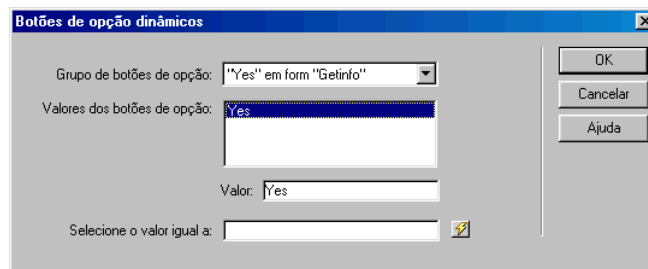 Botões de opção dinâmicos
Grupo de botões de opção: "Yes" em form "Getinfo"
Valores dos botões de opção: Yes
Valor: Yes
Selecione o valor igual a:
OK
Cancelar
Ajuda